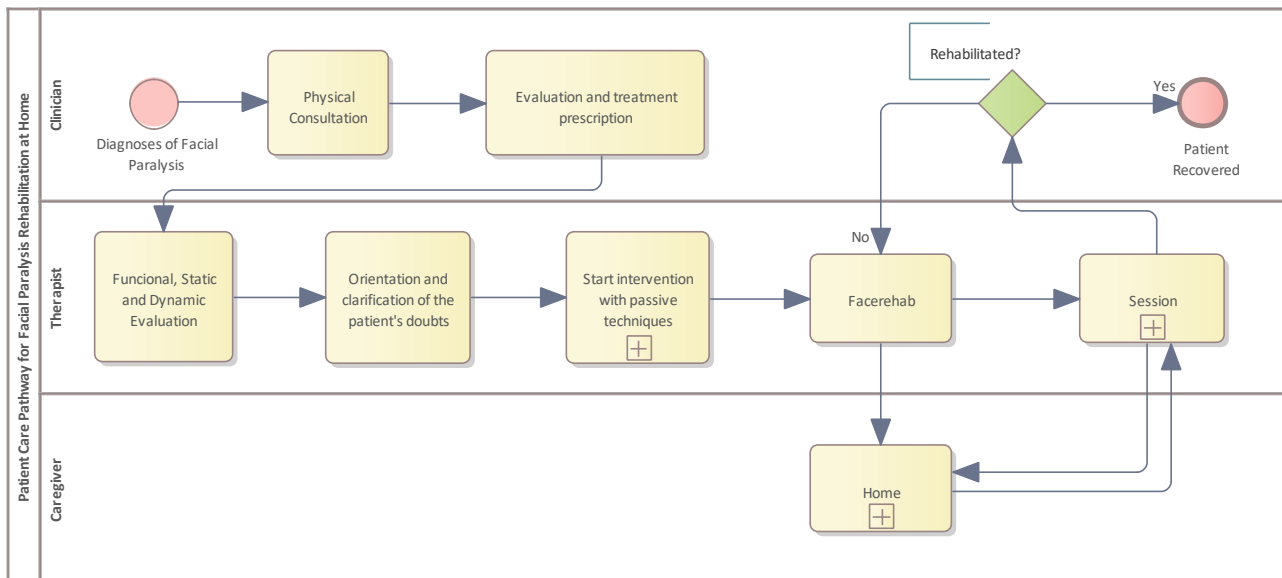 Patient Care Pathway for Facial Paralysis Rehabilitation at Home
Clinician
Diagnoses of Facial
Paralysis
Physical
Consultation
Evaluation and treatment
prescription
Rehabilitated?
Yes
Patient
Recovered
No
Therapist
Funcional, Static
and Dynamic
Evaluation
Orientation and
clarification of the
patient's doubts
Start intervention
with passive
techniques
Facerehab
Session
Caregiver
Home